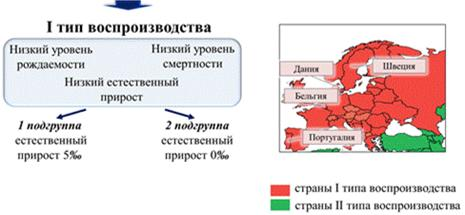 I тип воспроизводства
Низкий уровень
рождаемости
Низкий уровень
смертности
Низкий естественный
прирост
1 подгруппа
естественный
прирост 5‰
2 подгруппа
естественный
прирост 0‰
Дания
Швеция
Бельгия
Португалия
страны I типа воспроизводства
страны II типа воспроизводства